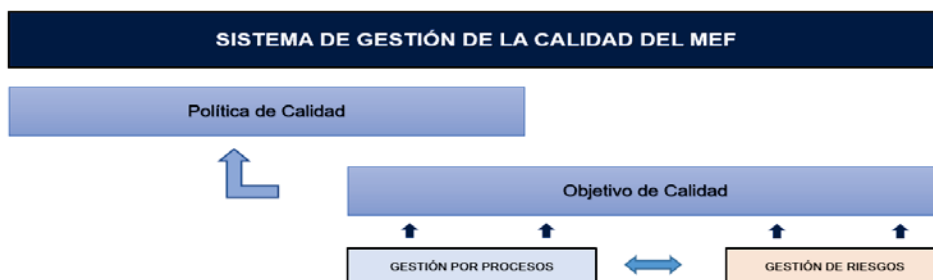 SISTEMA DE GESTIÓN DE LA CALIDAD DEL MEF
Política de Calidad
Objetivo de Calidad
GESTIÓN POR PROCESOS
GESTIÓN DE RIESGOS